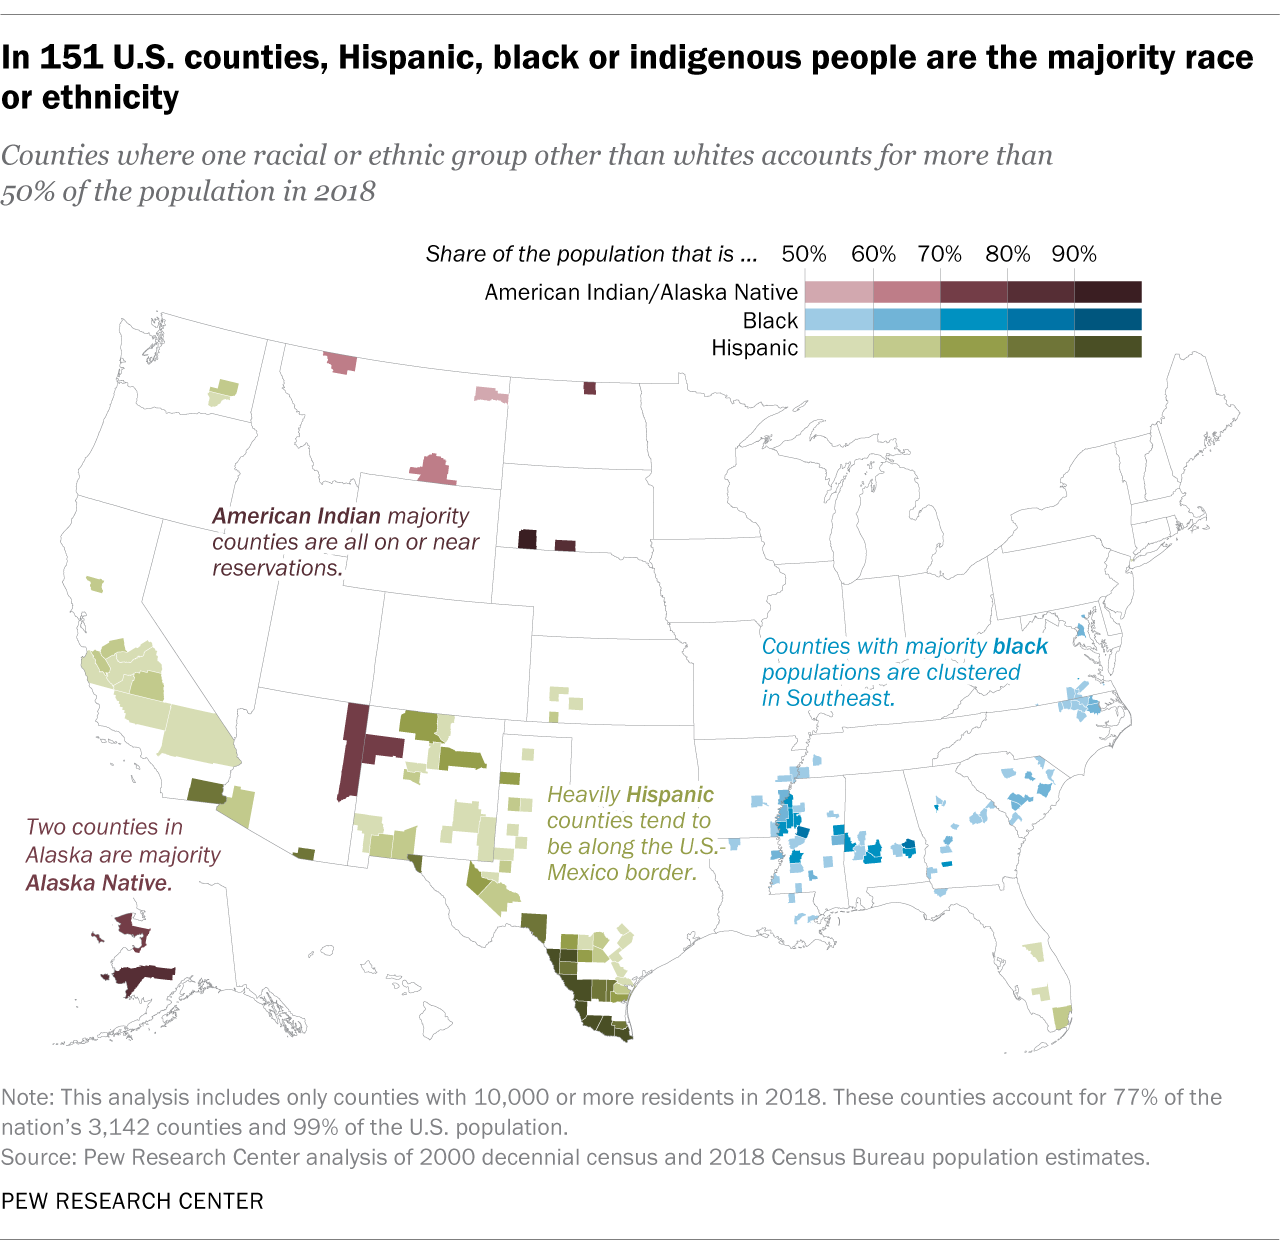 In 151 U.S. counties, Hispanic, black or indigenous people are the majority race
or ethnicity
Counties where one racial or ethnic group other than whites accounts for more than
50% of the population in 2018
Share of the population that is ... 50% 60% 70% 80% 90%
American Indian/Alaska Native
Black
Hispanic
American Indian majority
counties are all on or near
reservations.
Counties with majority black
populations are clustered
in Southeast.
Heavily Hispanic
counties tend to
be along the U.S.-
Mexico border.
Two counties in
Alaska are majority
Alaska Native.
Note: This analysis includes only counties with 10,000 or more residents in 2018. These counties account for 77% of the
nation's 3,142 counties and 99% of the U.S. population.
Source: Pew Research Center analysis of 2000 decennial census and 2018 Census Bureau population estimates.
PEW RESEARCH CENTER